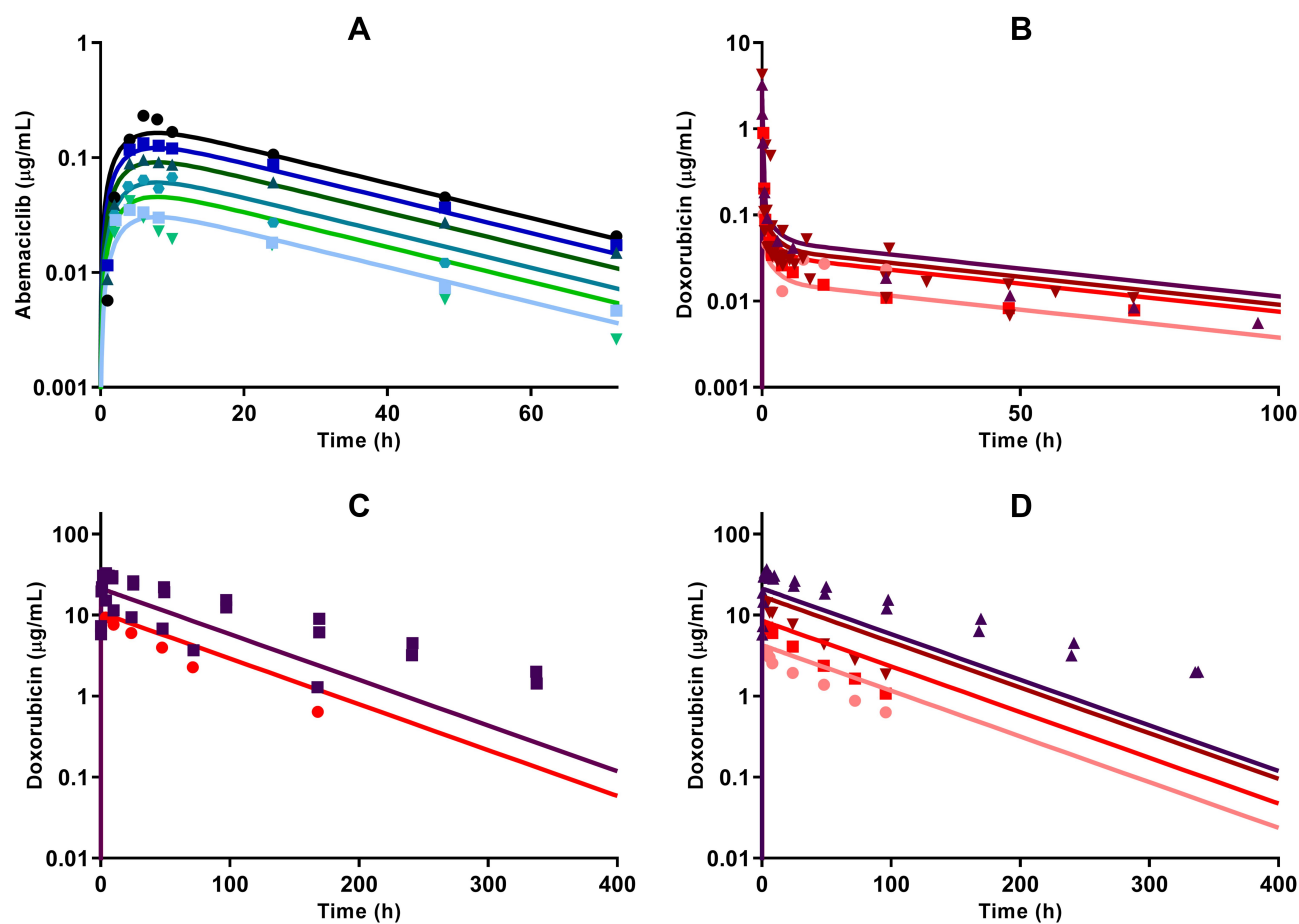 A
Abemaciclib (µg/mL)
1
0.1
0.01
0.001
0 20 40 60
Time (h)
B
Doxorubicin (µg/mL)
10
1
0.1
0.01
0.001
0 50 100
Time (h)
C
Doxorubicin (µg/mL)
100
10
1
0.1
0.01
0 100 200 300 400
Time (h)
D
Doxorubicin (µg/mL)
100
10
1
0.1
0.01
0 100 200 300 400
Time (h)